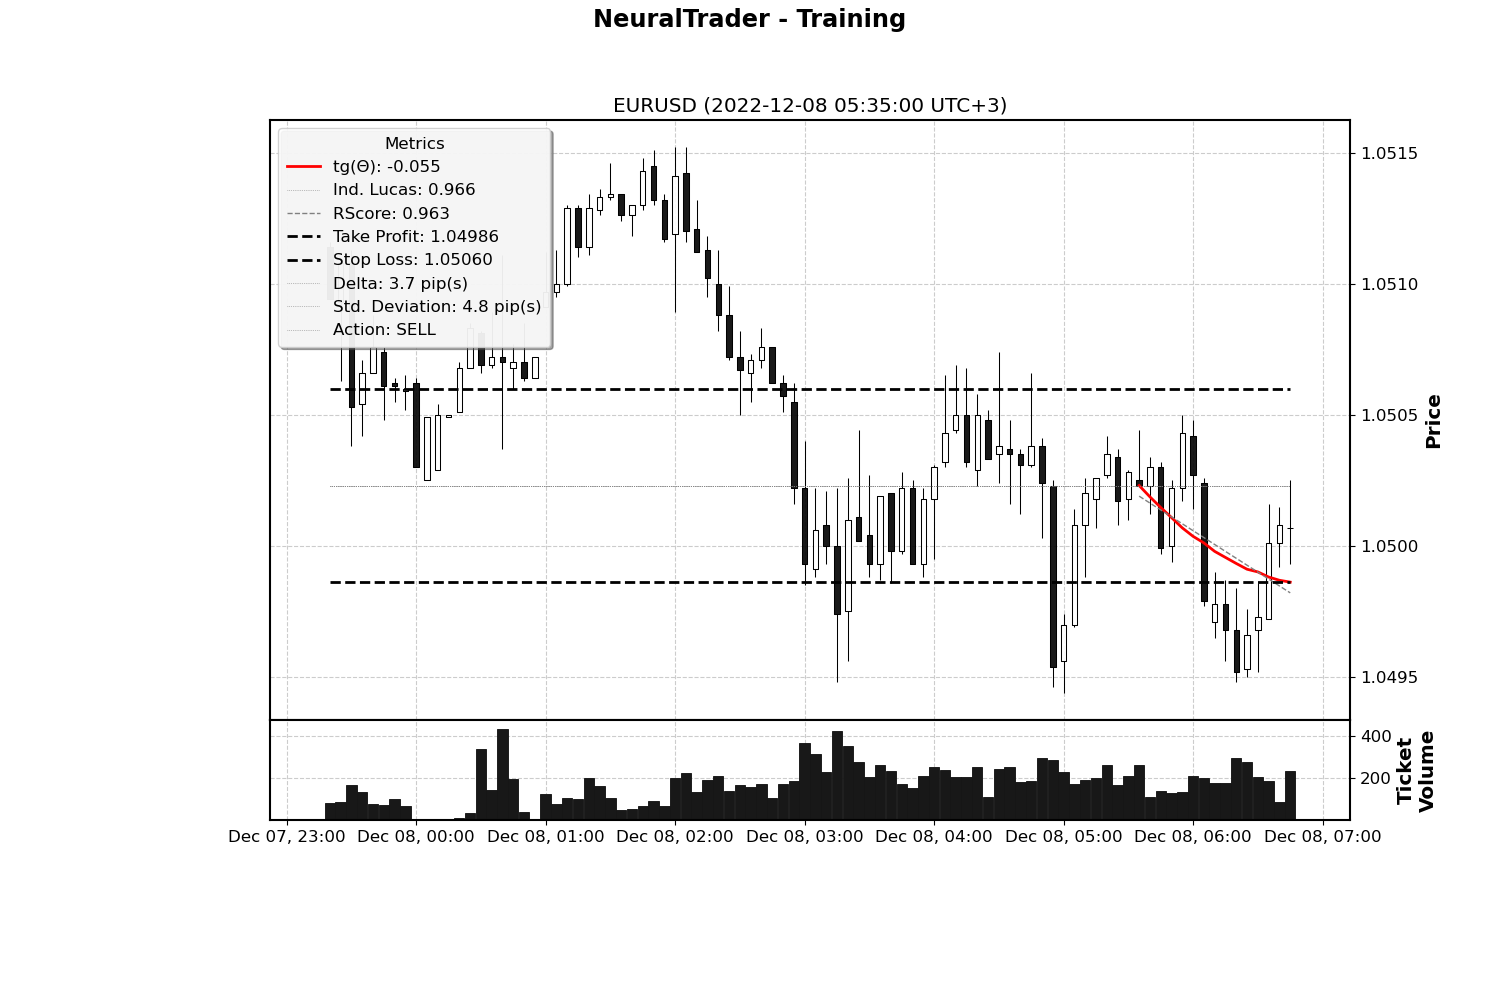 NeuralTrader - Training
EURUSD (2022-12-08 05:35:00 UTC+3)
Metrics
tg(Θ): -0.055
Ind. Lucas: 0.966
RScore: 0.963
Take Profit: 1.04986
Stop Loss: 1.05060
Delta: 3.7 pip(s)
Std. Deviation: 4.8 pip(s)
Action: SELL
1.0515
1.0510
1.0505
1.0500
1.0495
Price
400
200
Ticket
Volume
Dec 07, 23:00 Dec 08, 00:00 Dec 08, 01:00 Dec 08, 02:00 Dec 08, 03:00 Dec 08, 04:00 Dec 08, 05:00 Dec 08, 06:00 Dec 08, 07:00